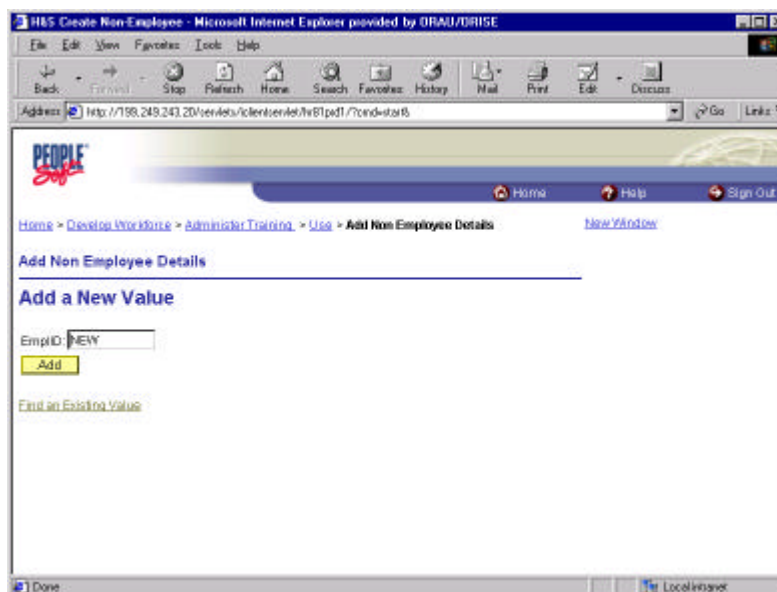 H&S Create Non-Employee - Microsoft Internet Explorer provided by ORAU/ORISE
File Edit View Favorites Tools Help
Back Forward Stop Refresh Home Search Favorites History Mail Print Edit Discuss
Address http://199.249.243.20/servlets/iclientservlet/hr81prd1/?cmd=start& Go Links
PEOPLE
Soft
Home Help Sign Out
Home > Develop Workforce > Administer Training > Use > Add Non Employee Details New Window
Add Non Employee Details
Add a New Value
EmplID: NEW
Add
Find an Existing Value
Done Local intranet